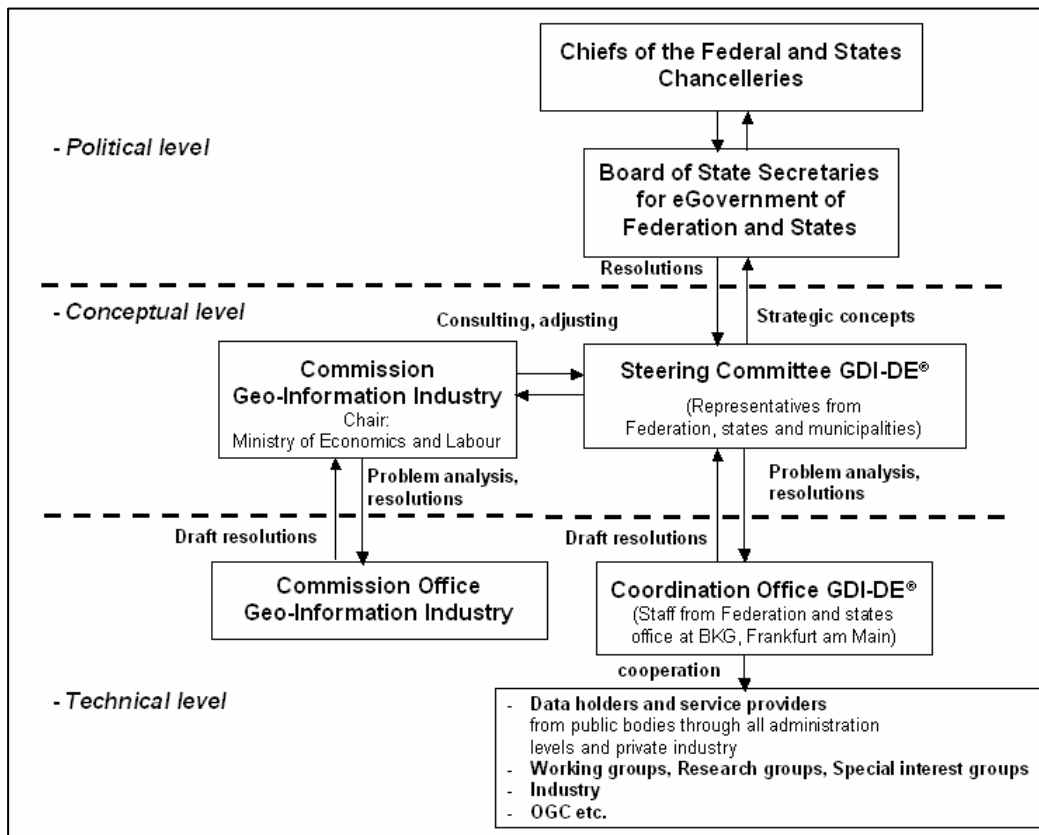 Chiefs of the Federal and States
Chancelleries
- Political level
Board of State Secretaries
for eGovernment of
Federation and States
Resolutions
- Conceptual level
Consulting, adjusting
Strategic concepts
Commission
Geo-Information Industry
Chair:
Ministry of Economics and Labour
Steering Committee GDI-DE®
(Representatives from
Federation, states and municipalities)
Problem analysis,
resolutions
Problem analysis,
resolutions
Draft resolutions
Draft resolutions
Commission Office
Geo-Information Industry
Coordination Office GDI-DE®
(Staff from Federation and states
office at BKG, Frankfurt am Main)
cooperation
- Technical level
- Data holders and service providers
from public bodies through all administration
levels and private industry
- Working groups, Research groups, Special interest groups
- Industry
- OGC etc.